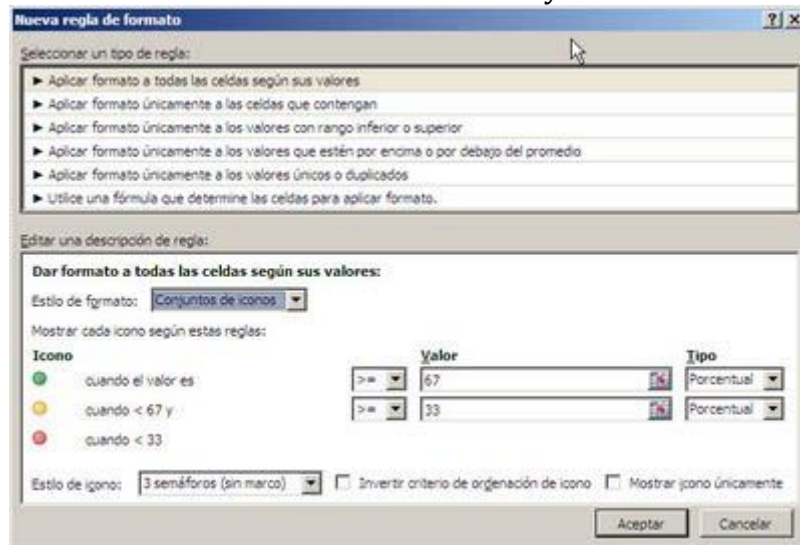 Nueva regla de formato
Seleccionar un tipo de regla:
► Aplicar formato a todas las celdas según sus valores
► Aplicar formato únicamente a las celdas que contengan
► Aplicar formato únicamente a los valores con rango inferior o superior
► Aplicar formato únicamente a los valores que estén por encima o por debajo del promedio
► Aplicar formato únicamente a los valores únicos o duplicados
► Utilice una fórmula que determine las celdas para aplicar formato.
Editar una descripción de regla:
Dar formato a todas las celdas según sus valores:
Estilo de formato: Conjuntos de iconos
Mostrar cada icono según estas reglas:
Icono Valor Tipo
cuando el valor es >= 67 Porcentual
cuando < 67 y >= 33 Porcentual
cuando < 33
Estilo de icono: 3 semáforos (sin marco) Invertir criterio de ordenación de icono Mostrar icono únicamente
Aceptar Cancelar